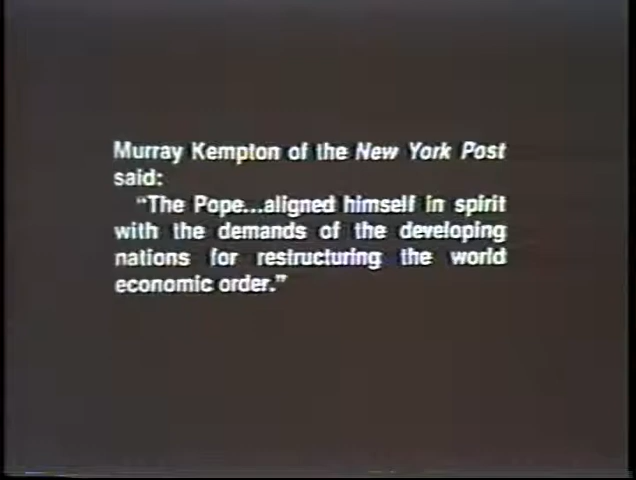 Murray Kempton of the New York Post
said:
"The Pope...aligned himself in spirit
with the demands of the developing
nations for restructuring the world
economic order."